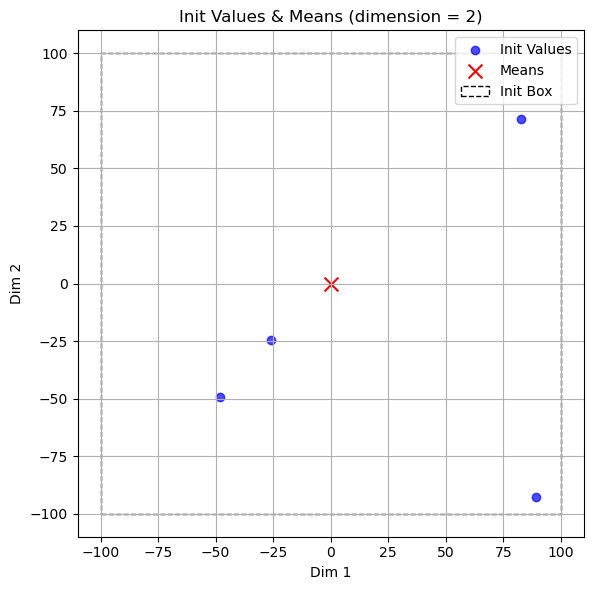 Init Values & Means (dimension = 2)
Init Values
Means
Init Box
100
75
50
25
0
−25
−50
−75
−100
Dim 2
−100 −75 −50 −25 0 25 50 75 100
Dim 1